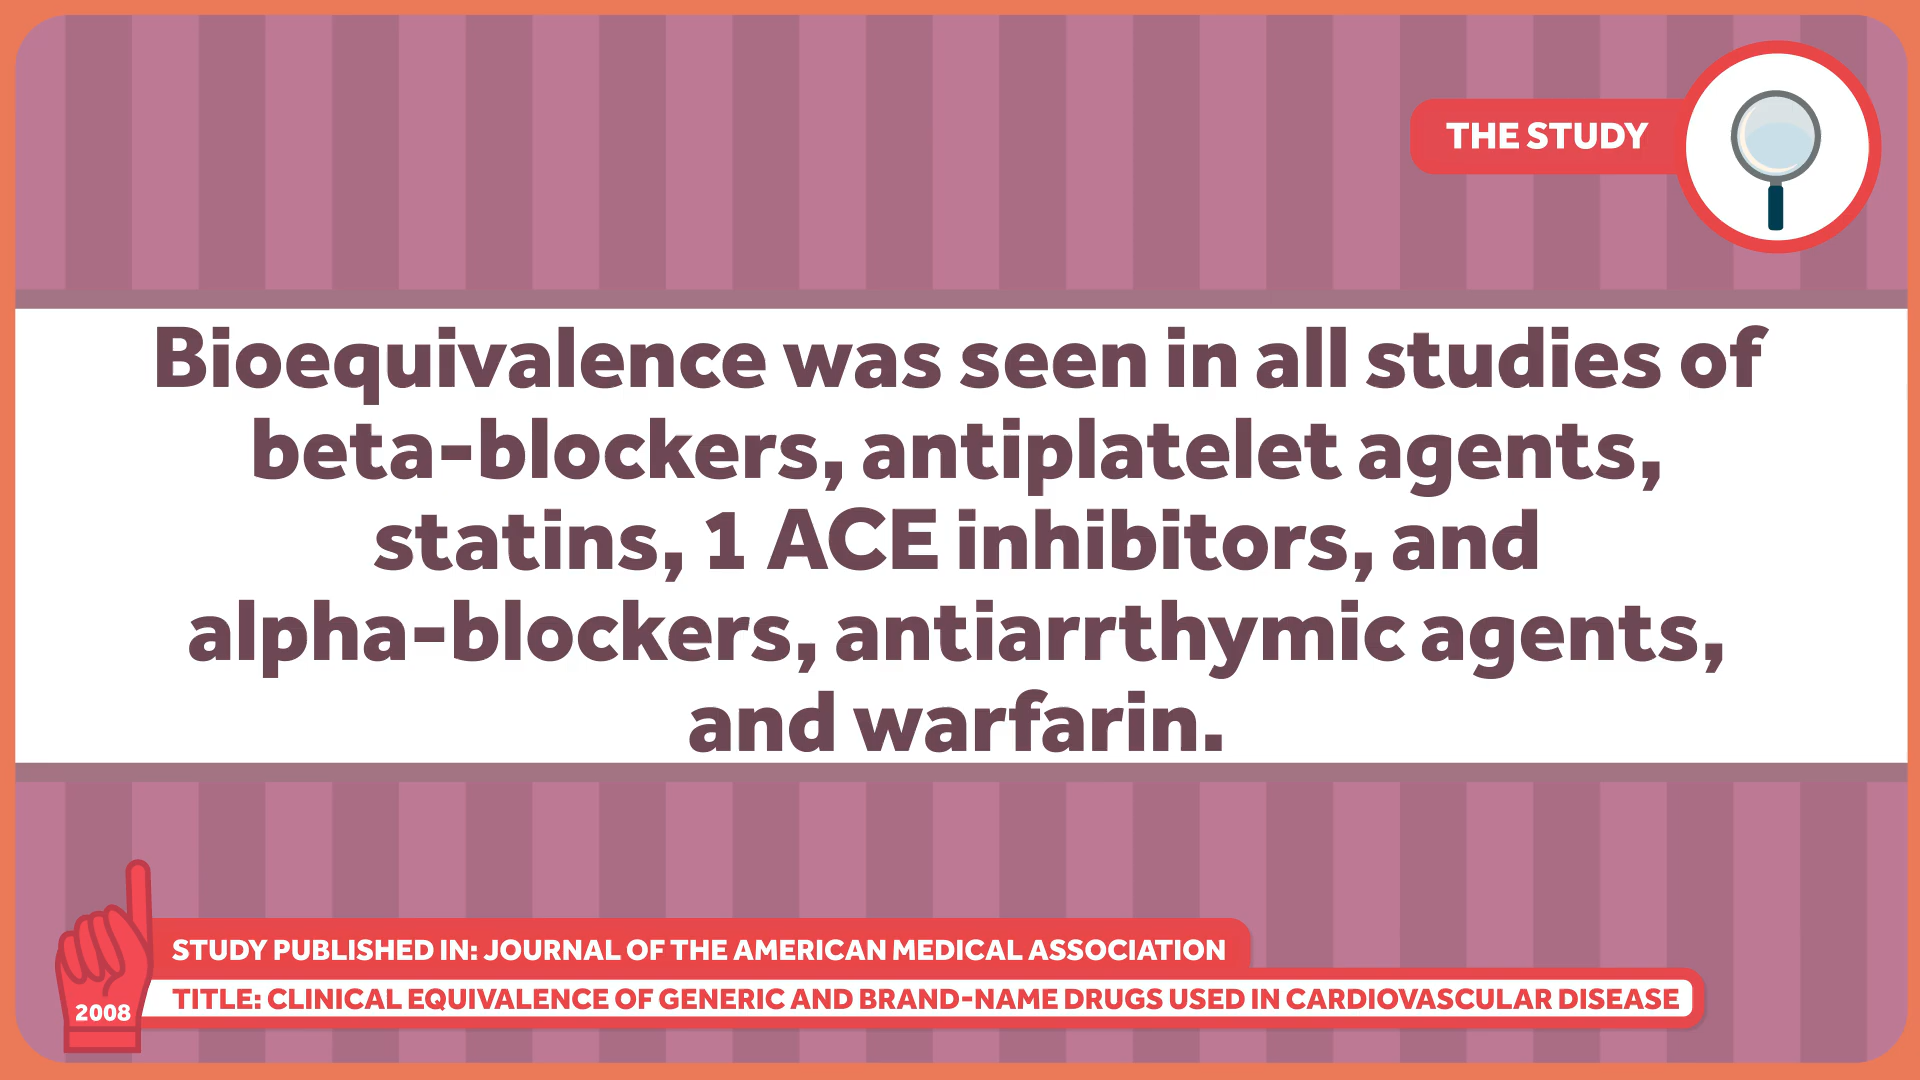 THE STUDY
Bioequivalence was seen in all studies of
beta-blockers, antiplatelet agents,
statins, 1 ACE inhibitors, and
alpha-blockers, antiarrthymic agents,
and warfarin.
STUDY PUBLISHED IN: JOURNAL OF THE AMERICAN MEDICAL ASSOCIATION
TITLE: CLINICAL EQUIVALENCE OF GENERIC AND BRAND-NAME DRUGS USED IN CARDIOVASCULAR DISEASE
2008